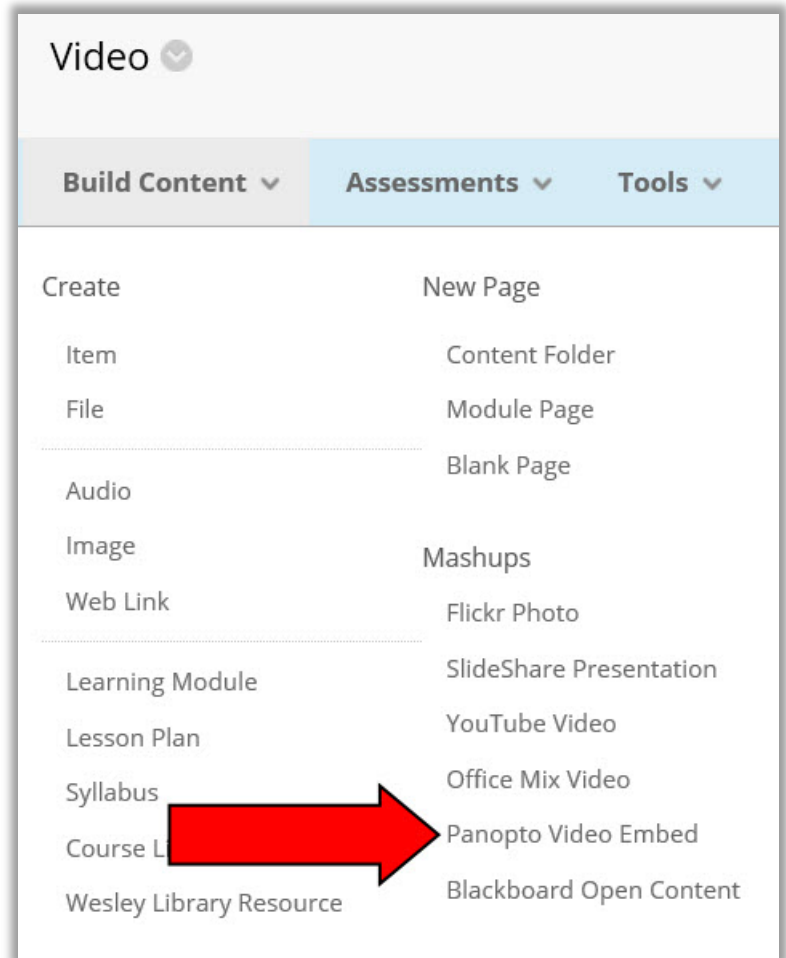 Video
Build Content
Assessments
Tools
Create
Item
File
Audio
Image
Web Link
Learning Module
Lesson Plan
Syllabus
Course
Wesley Library Resource
New Page
Content Folder
Module Page
Blank Page
Mashups
Flickr Photo
SlideShare Presentation
YouTube Video
Office Mix Video
Panopto Video Embed
Blackboard Open Content